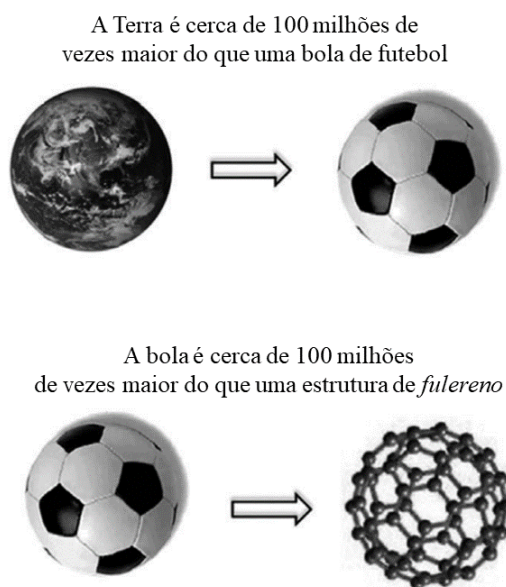 A Terra é cerca de 100 milhões de
vezes maior do que uma bola de futebol
A bola é cerca de 100 milhões
de vezes maior do que uma estrutura de fulereno